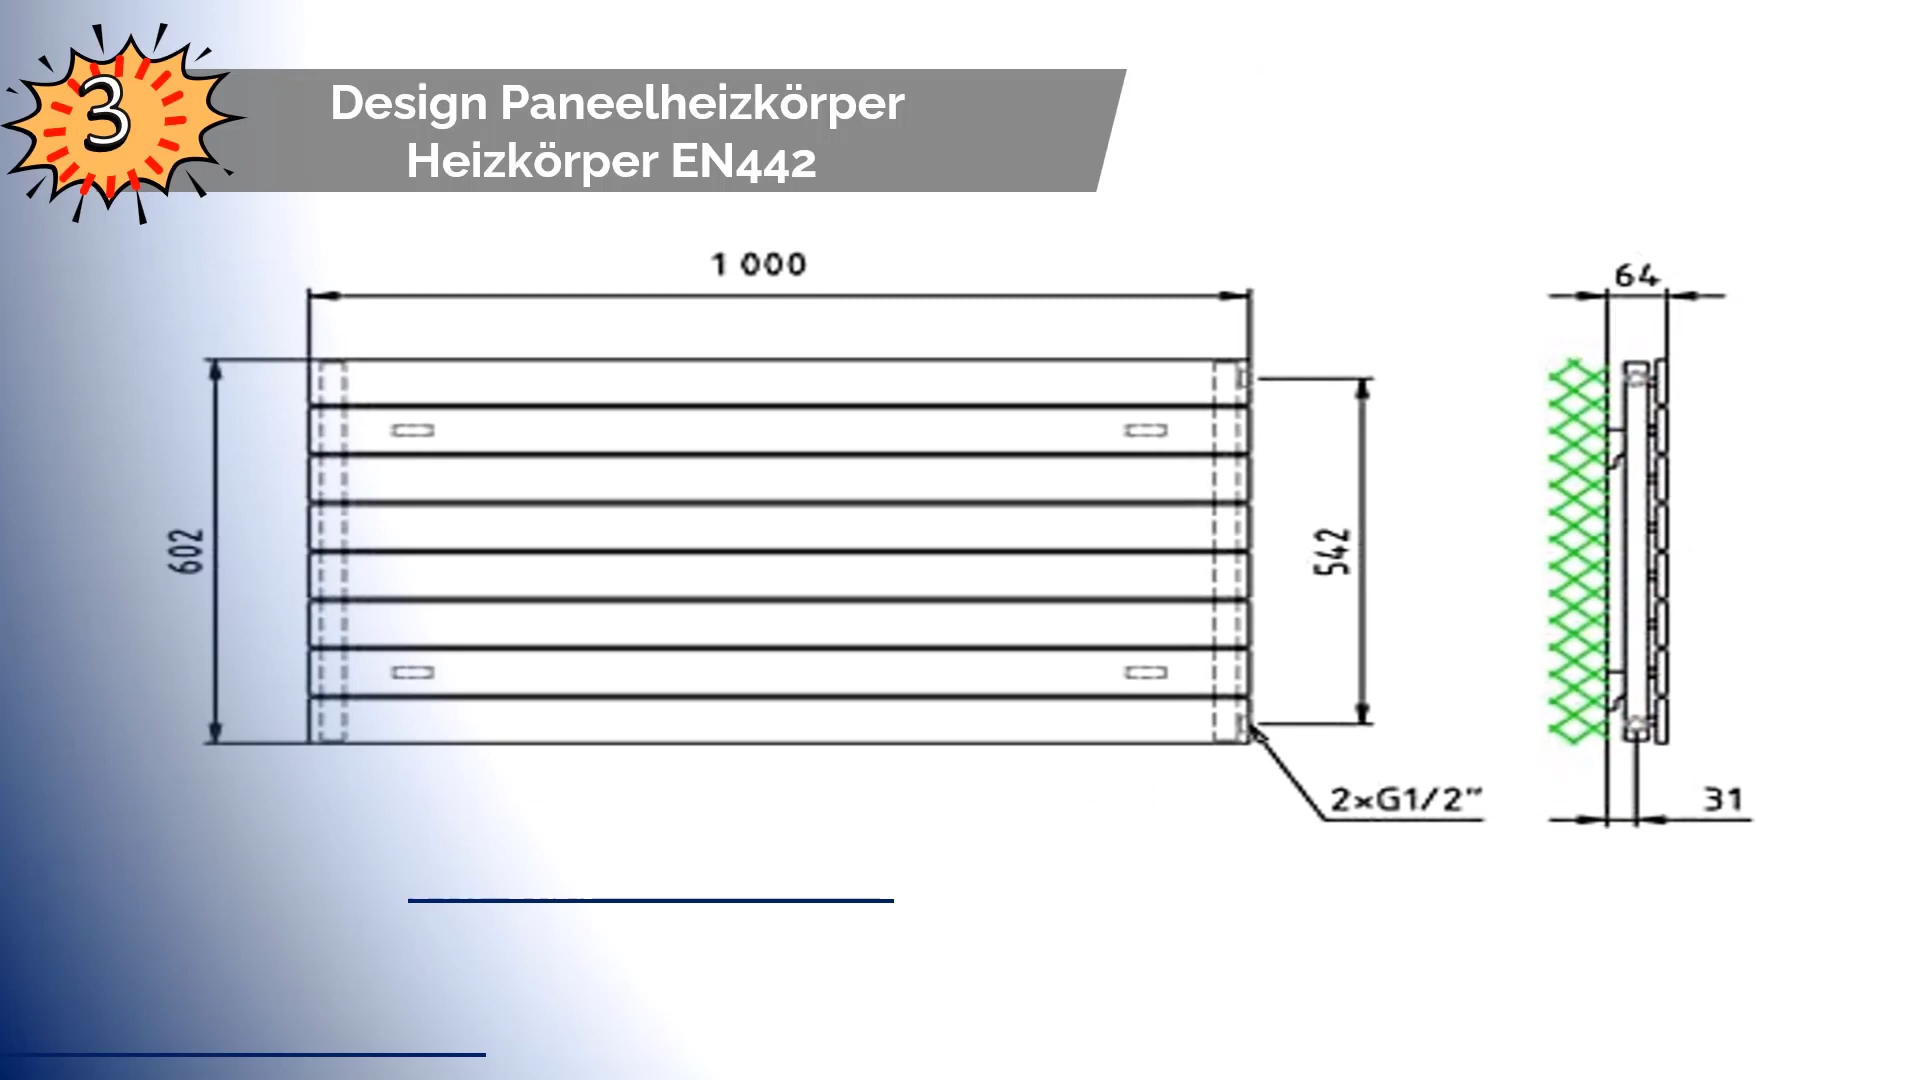 3
Design Paneelheizkörper
Heizkörper EN442
1 000
64
602
542
2×G1/2"
31